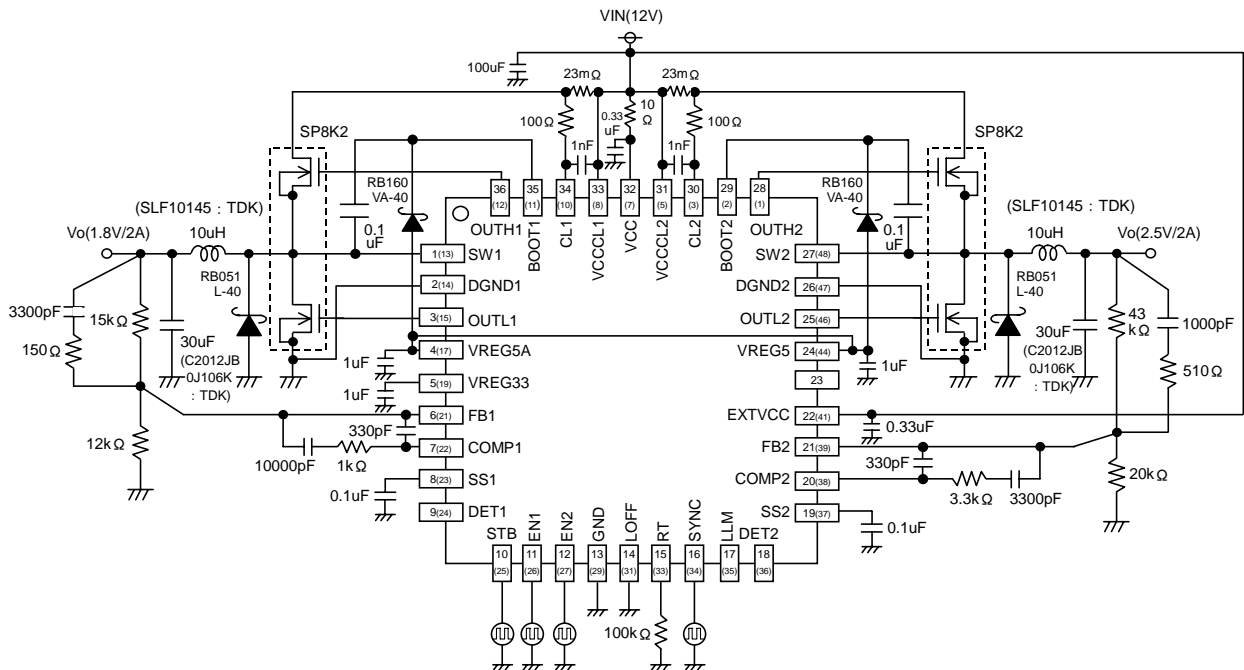 VIN(12V)
100uF
23mΩ
23mΩ
100Ω
0.33
uF
10
Ω
100Ω
1nF
1nF
SP8K2
SP8K2
RB160
VA-40
RB160
VA-40
36
(12)
35
(11)
34
(10)
33
(8)
32
(7)
31
(5)
30
(3)
29
(2)
28
(1)
OUTH1
BOOT1
CL1
VCCCL1
VCC
VCCCL2
CL2
BOOT2
OUTH2
(SLF10145 : TDK)
(SLF10145 : TDK)
Vo(1.8V/2A)
10uH
0.1
uF
0.1
uF
10uH
Vo(2.5V/2A)
1(13)
SW1
SW2
27(48)
2(14)
DGND1
DGND2
26(47)
3(15)
OUTL1
OUTL2
25(46)
4(17)
VREG5A
VREG5
24(44)
5(19)
VREG33
23
6(21)
FB1
EXTVCC
22(41)
7(22)
COMP1
FB2
21(39)
8(23)
SS1
COMP2
20(38)
9(24)
DET1
SS2
19(37)
RB051
L-40
RB051
L-40
3300pF
15kΩ
150Ω
30uF
(C2012JB
0J106K
: TDK)
1uF
1uF
12kΩ
330pF
10000pF
1kΩ
0.1uF
1uF
30uF
(C2012JB
0J106K
: TDK)
43
kΩ
1000pF
510Ω
0.33uF
330pF
3.3kΩ
3300pF
20kΩ
0.1uF
STB
EN1
EN2
GND
LOFF
RT
SYNC
LLM
DET2
10
(25)
11
(26)
12
(27)
13
(29)
14
(31)
15
(33)
16
(34)
17
(35)
18
(36)
100kΩ